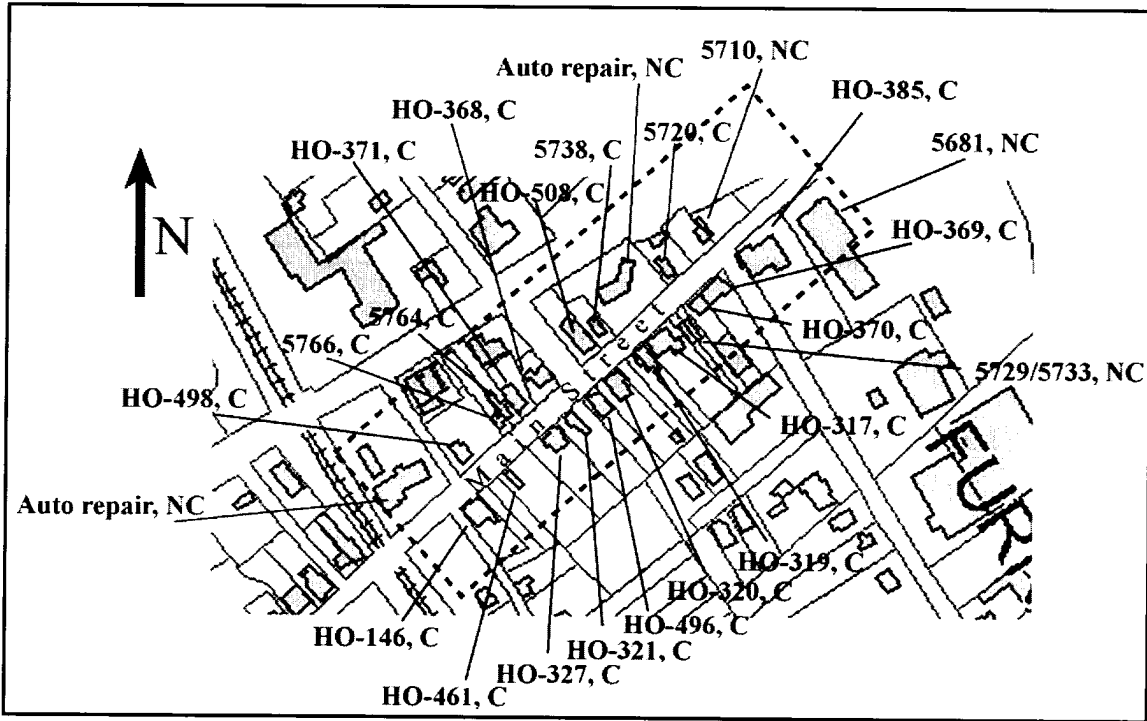 5710, NC
Auto repair, NC
HO-385, C
HO-368, C
5720, C
5681, NC
HO-371, C
5738, C
HO-508, C
N
HO-369, C
5764, C
HO-370, C
5766, C
5729/5733, NC
HO-498, C
Main Street
HO-317, C
FUR
Auto repair, NC
HO-319, C
HO-320, C
HO-496, C
HO-146, C
HO-321, C
HO-327, C
HO-461, C